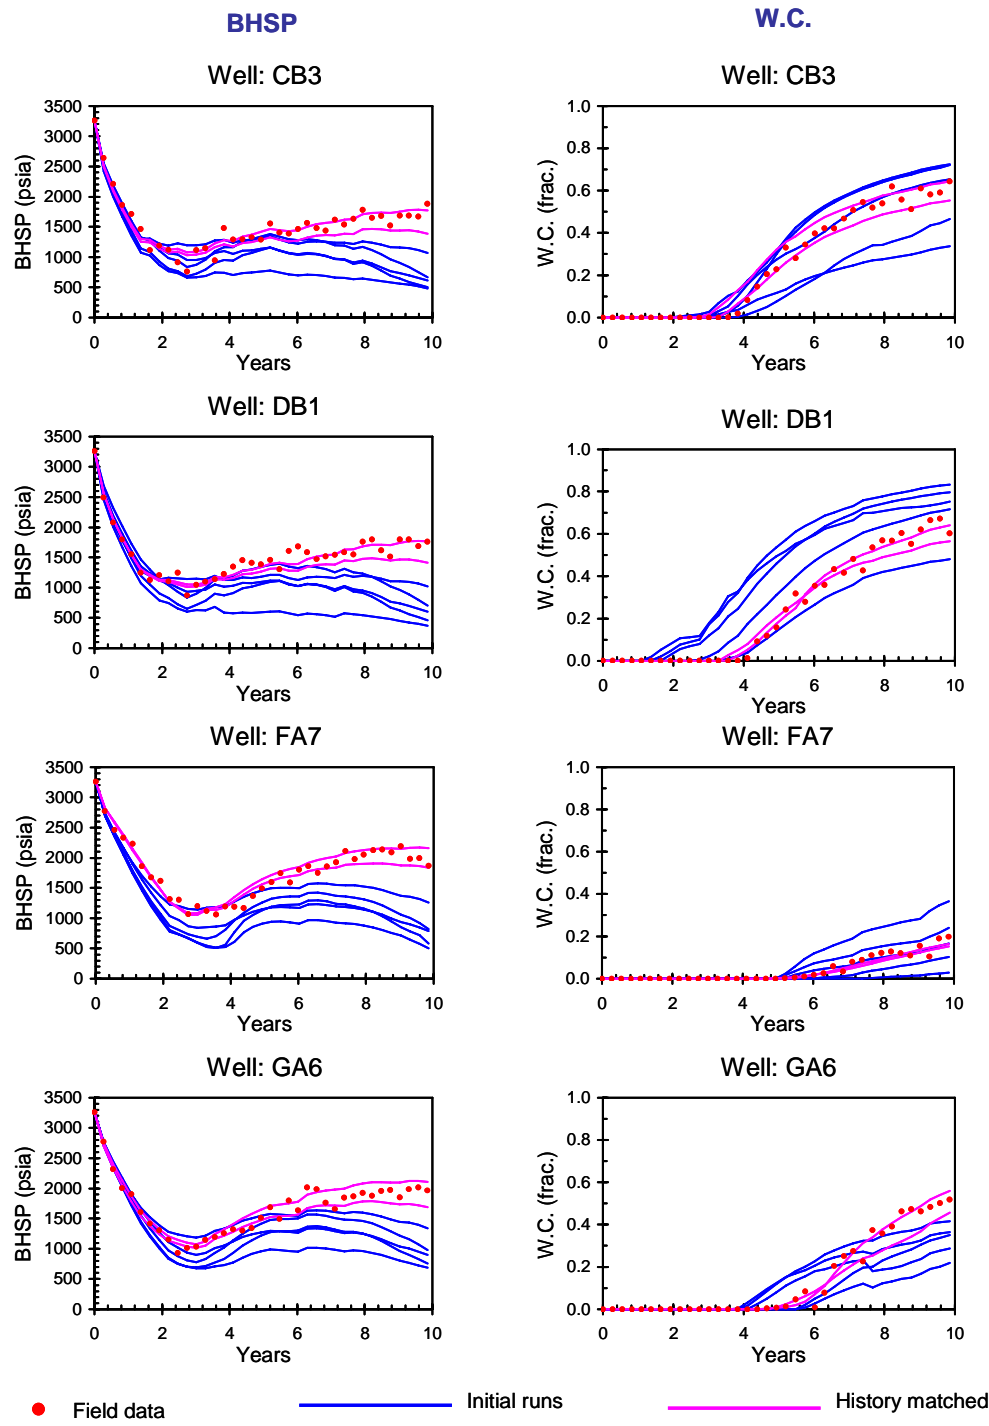 BHSP
W.C.
Well: CB3
3500
3000
2500
2000
1500
1000
500
0
BHSP (psia)
0 2 4 6 8 10
Years
Well: CB3
1.0
0.8
0.6
0.4
0.2
0.0
W.C. (frac.)
0 2 4 6 8 10
Years
Well: DB1
3500
3000
2500
2000
1500
1000
500
0
BHSP (psia)
0 2 4 6 8 10
Years
Well: DB1
1.0
0.8
0.6
0.4
0.2
0.0
W.C. (frac.)
0 2 4 6 8 10
Years
Well: FA7
3500
3000
2500
2000
1500
1000
500
0
BHSP (psia)
0 2 4 6 8 10
Years
Well: FA7
1.0
0.8
0.6
0.4
0.2
0.0
W.C. (frac.)
0 2 4 6 8 10
Years
Well: GA6
3500
3000
2500
2000
1500
1000
500
0
BHSP (psia)
0 2 4 6 8 10
Years
Well: GA6
1.0
0.8
0.6
0.4
0.2
0.0
W.C. (frac.)
0 2 4 6 8 10
Years
Field data
Initial runs
History matched